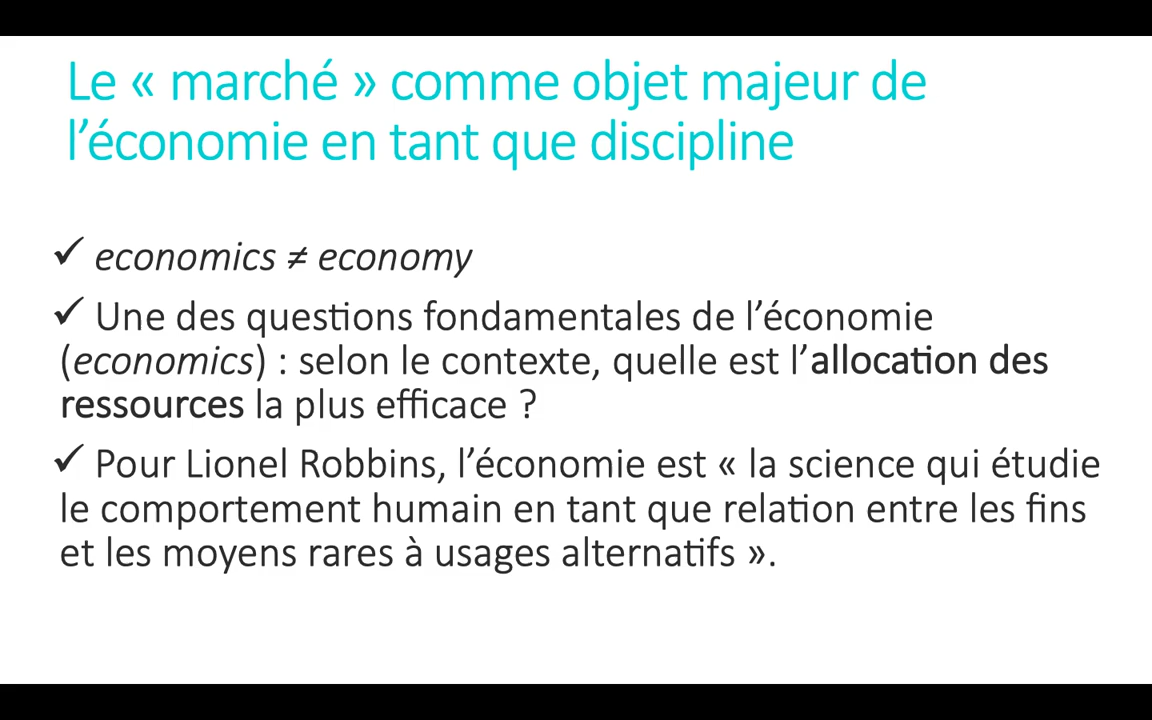 Le « marché » comme objet majeur de
l’économie en tant que discipline
✓ economics ≠ economy
✓ Une des questions fondamentales de l’économie
(economics) : selon le contexte, quelle est l’allocation des
ressources la plus efficace ?
✓ Pour Lionel Robbins, l’économie est « la science qui étudie
le comportement humain en tant que relation entre les fins
et les moyens rares à usages alternatifs ».